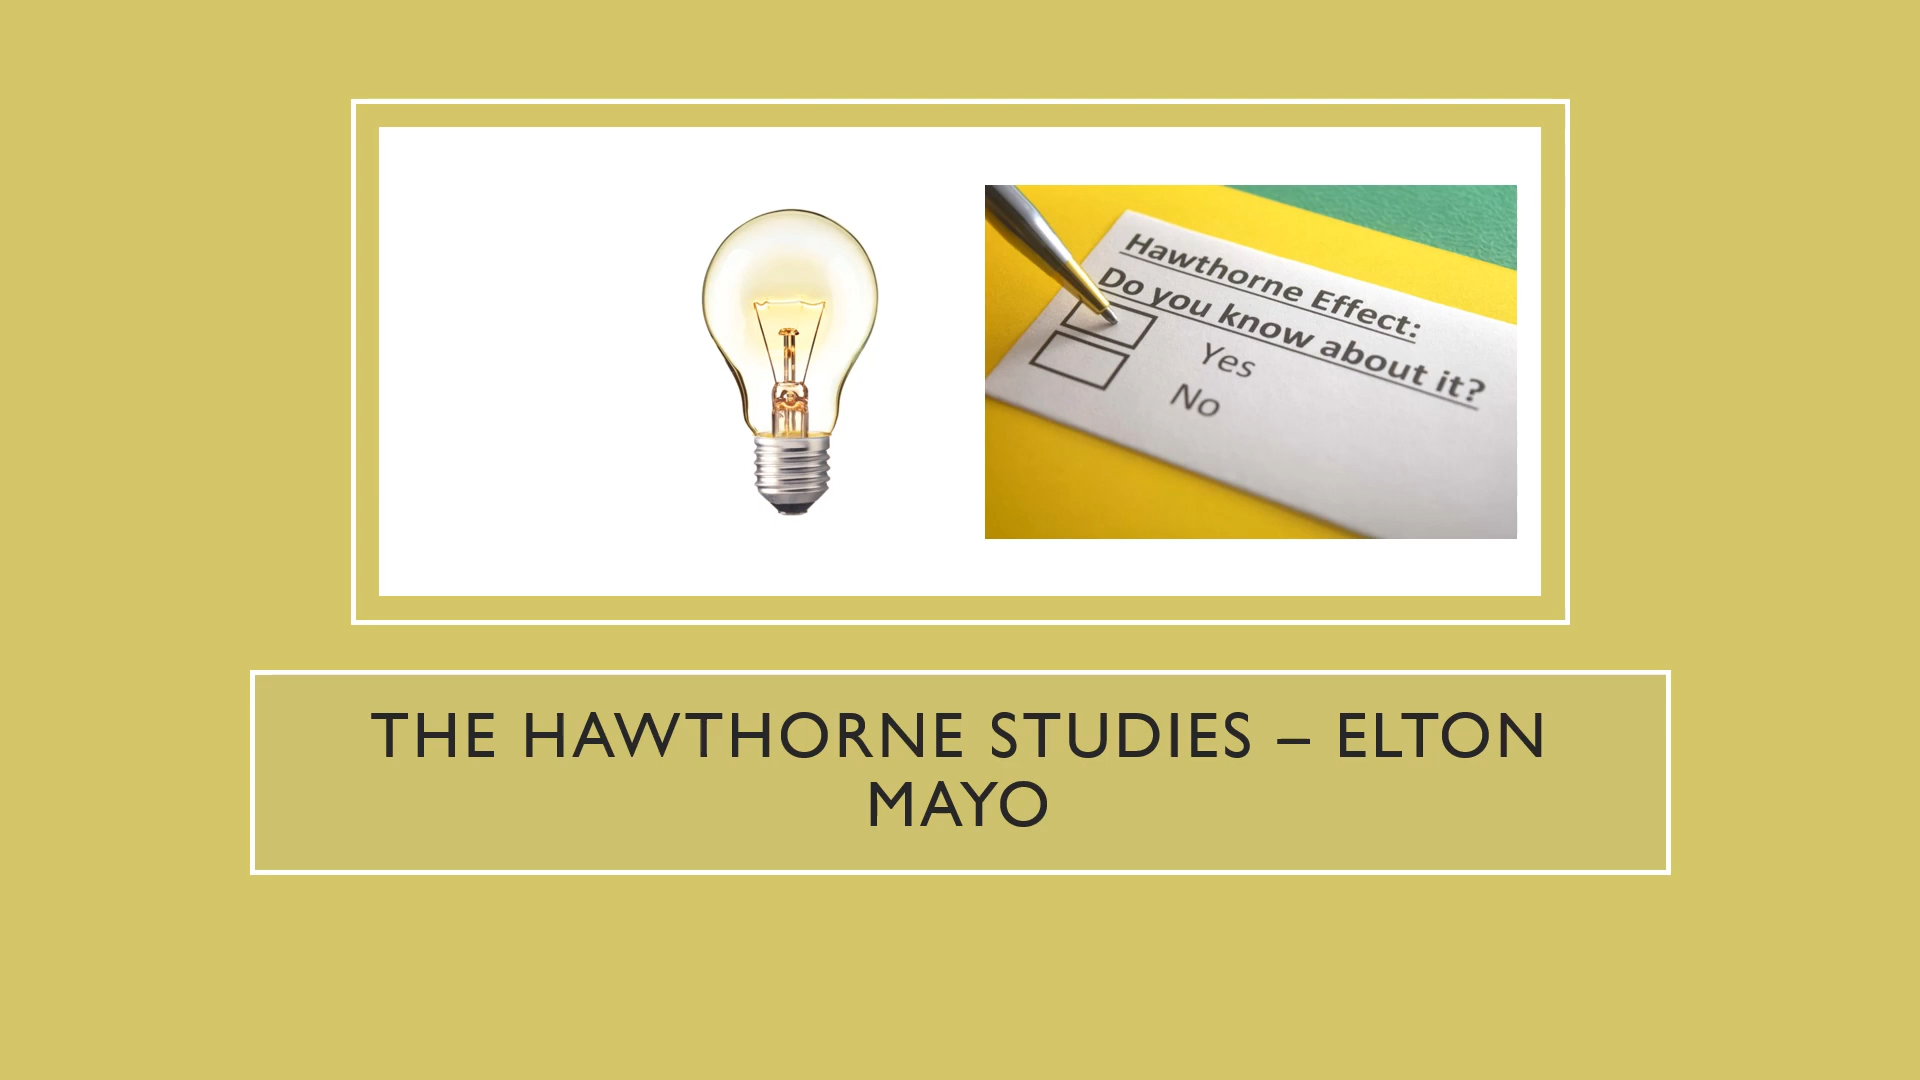 Hawthorne Effect:
Do you know about it?
Yes
No
THE HAWTHORNE STUDIES – ELTON
MAYO